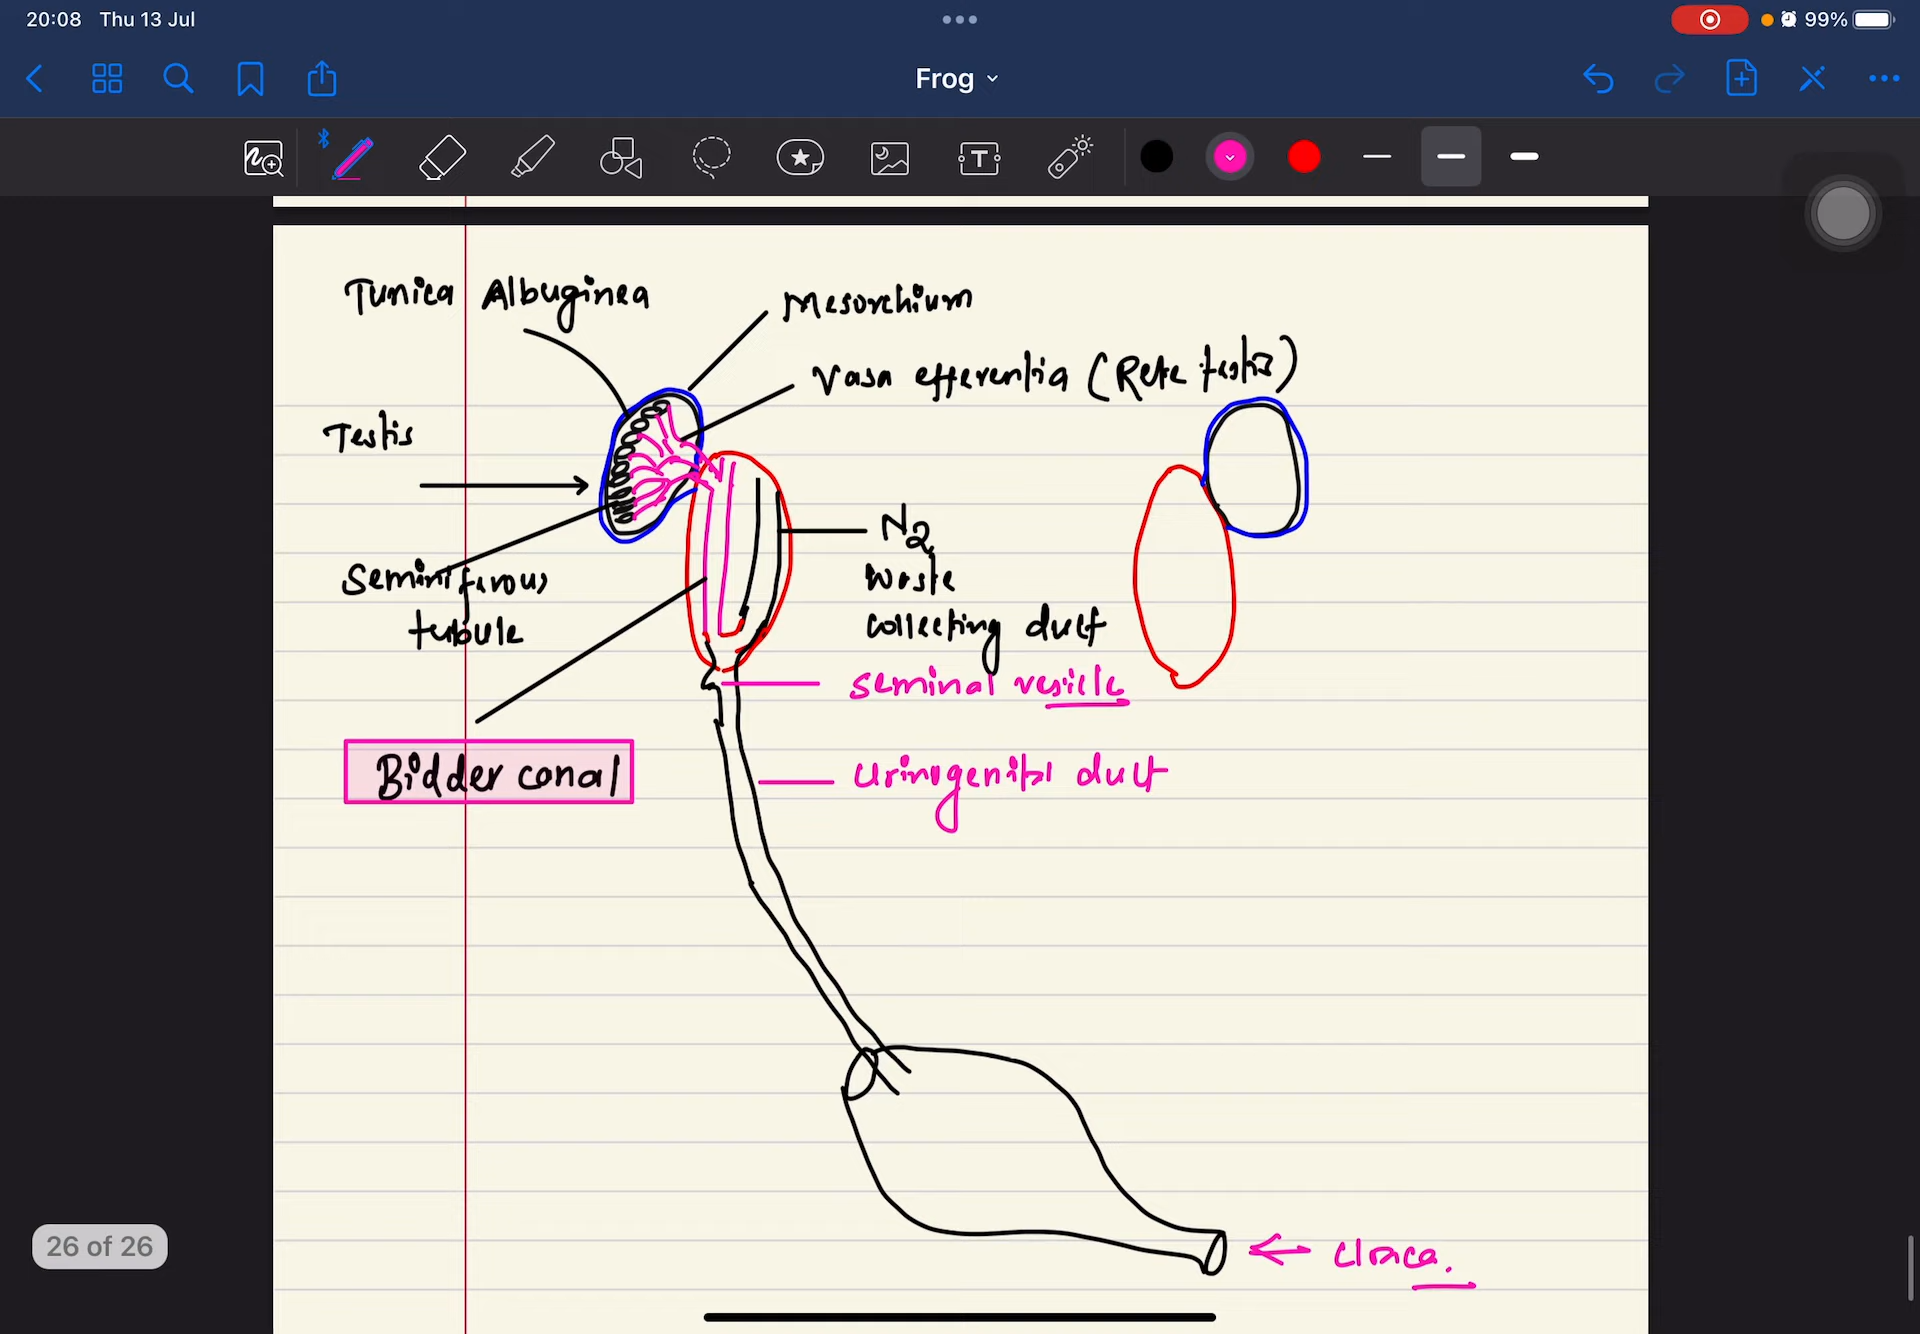 20:08 Thu 13 Jul
99%
Frog
Tunica Albuginea
Mesorchium
Vasa efferentia (Rete testis)
Testis
N2
waste
collecting duct
Seminiferous
tubule
Seminal vesicle
Bidder canal
Urinogenital duct
26 of 26
Cloaca.